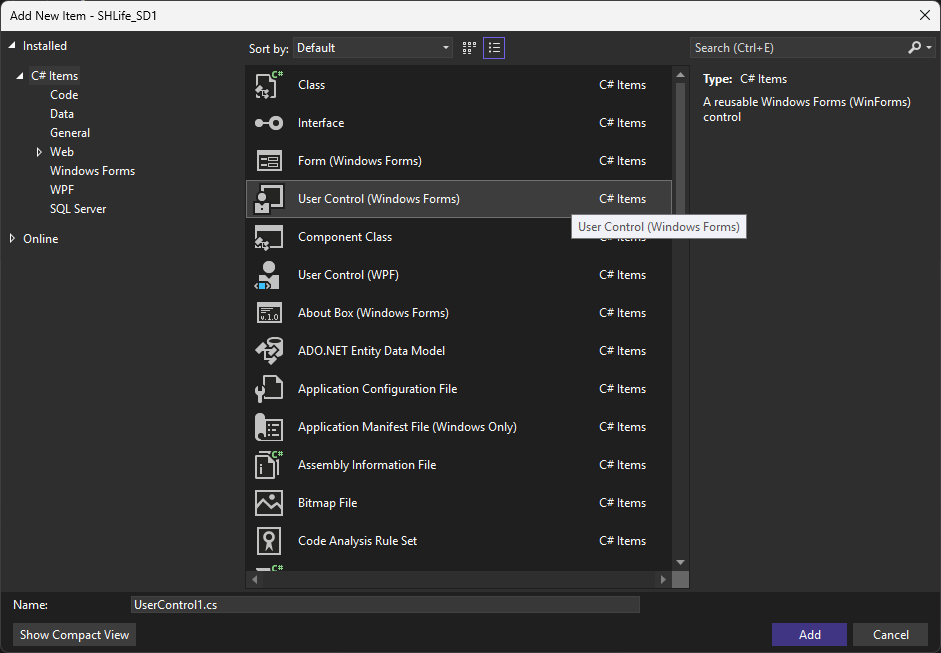 Add New Item - SHLife_SD1
Installed
C# Items
Code
Data
General
Web
Windows Forms
WPF
SQL Server
Online
Sort by: Default
C#
Class C# Items
Interface C# Items
Form (Windows Forms) C# Items
User Control (Windows Forms) C# Items
User Control (Windows Forms)
Component Class C# Items
User Control (WPF) C# Items
v.1.0
About Box (Windows Forms) C# Items
ADO.NET Entity Data Model C# Items
Application Configuration File C# Items
Application Manifest File (Windows Only) C# Items
C#
Assembly Information File C# Items
Bitmap File C# Items
Code Analysis Rule Set C# Items
C#
Search (Ctrl+E)
Type: C# Items
A reusable Windows Forms (WinForms)
control
Name: UserControl1.cs
Show Compact View
Add
Cancel